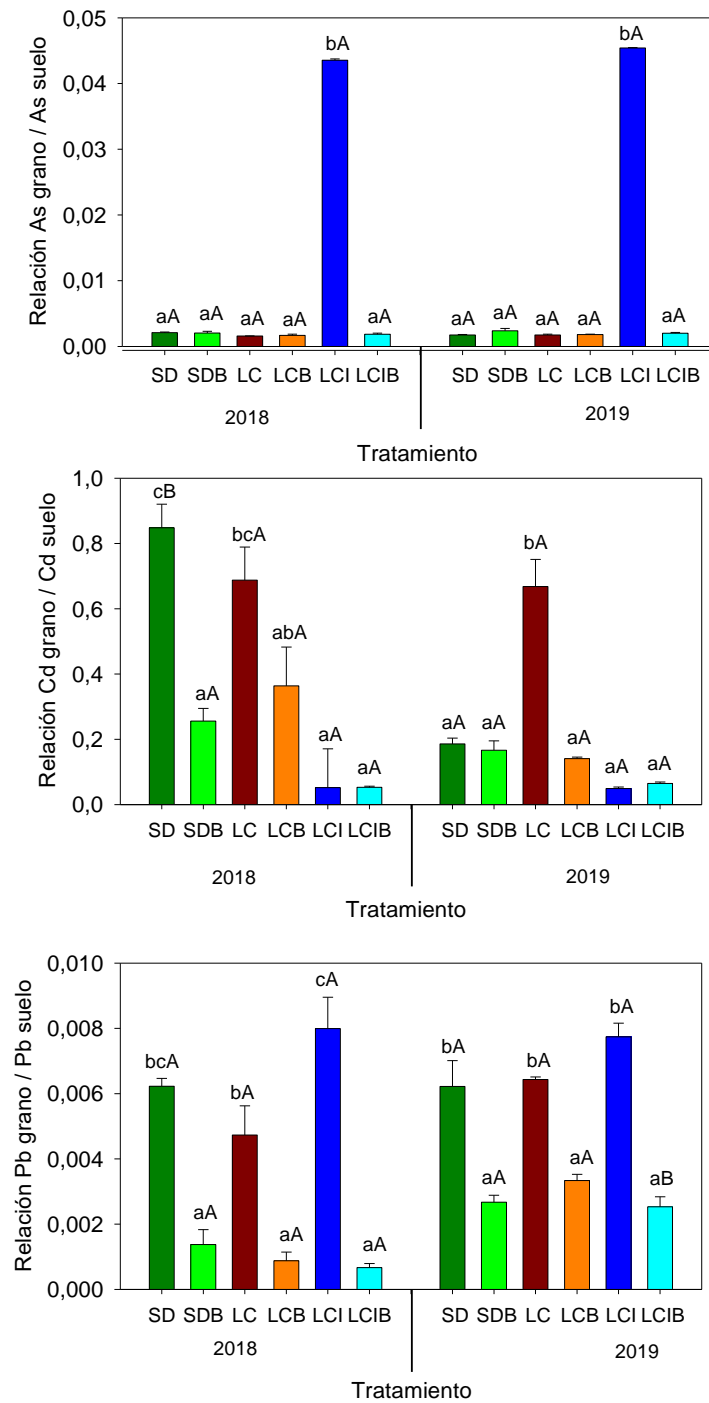 Relación As grano / As suelo
0,05
0,04
0,03
0,02
0,01
0,00
aA aA aA aA bA aA aA aA aA aA bA aA
SD SDB LC LCB LCI LCIB SD SDB LC LCB LCI LCIB
2018 2019
Tratamiento
Relación Cd grano / Cd suelo
1,0
0,8
0,6
0,4
0,2
0,0
cB aA bcA abA aA aA aA aA bA aA aA aA
SD SDB LC LCB LCI LCIB SD SDB LC LCB LCI LCIB
2018 2019
Tratamiento
Relación Pb grano / Pb suelo
0,010
0,008
0,006
0,004
0,002
0,000
bcA aA bA aA cA aA bA aA bA aA bA aB
SD SDB LC LCB LCI LCIB SD SDB LC LCB LCI LCIB
2018 2019
Tratamiento